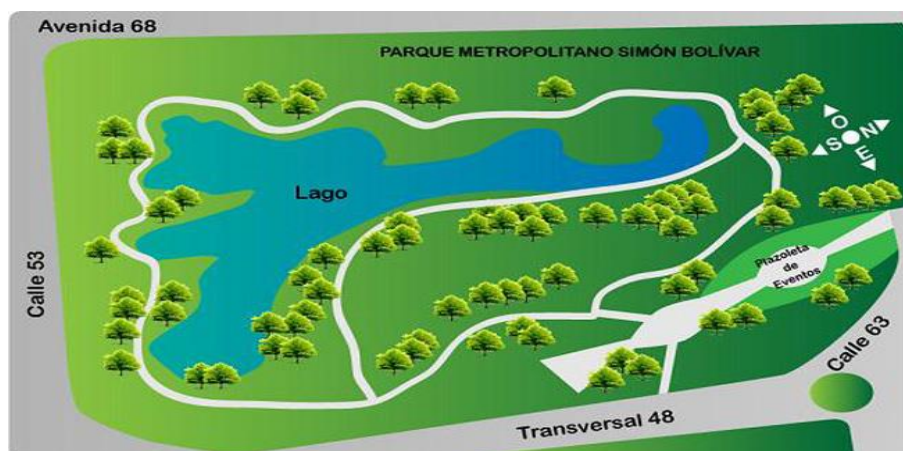 Avenida 68
PARQUE METROPOLITANO SIMÓN BOLÍVAR
O
N
S
E
Lago
Calle 53
Plazoleta
de
Eventos
Calle 63
Transversal 48